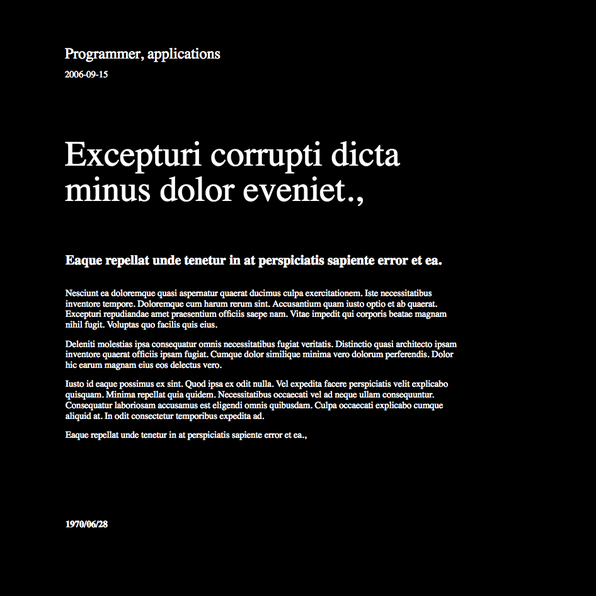 Programmer, applications
2006-09-15
Excepturi corrupti dicta
minus dolor eveniet.,
Eaque repellat unde tenetur in at perspiciatis sapiente error et ea.
Nesciunt ea doloremque quasi aspernatur quaerat ducimus culpa exercitationem. Iste necessitatibus
inventore tempore. Doloremque cum harum rerum sint. Accusantium quam iusto optio et ab quaerat.
Excepturi repudiandae amet praesentium officiis saepe nam. Vitae impedit qui corporis beatae magnam
nihil fugit. Voluptas quo facilis quis eius.
Deleniti molestias ipsa consequatur omnis necessitatibus fugiat veritatis. Distinctio quasi architecto ipsam
inventore quaerat officiis ipsam fugiat. Cumque dolor similique minima vero dolorum perferendis. Dolor
hic earum magnam eius eos delectus vero.
Iusto id eaque possimus ex sint. Quod ipsa ex odit nulla. Vel expedita facere perspiciatis velit explicabo
quisquam. Minima repellat quia quidem. Necessitatibus occaecati vel ad neque ullam consequuntur.
Consequatur laboriosam accusamus est eligendi omnis quibusdam. Culpa occaecati explicabo cumque
aliquid at. In odit consectetur temporibus expedita ad.
Eaque repellat unde tenetur in at perspiciatis sapiente error et ea.,
1970/06/28